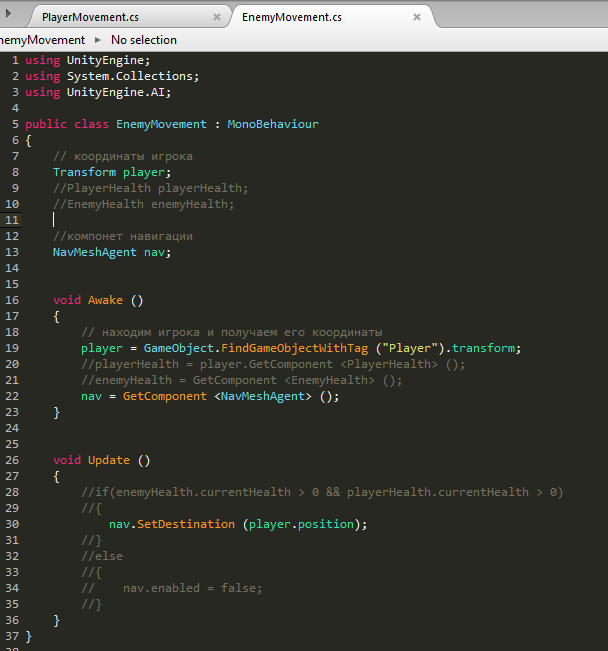 PlayerMovement.cs × EnemyMovement.cs ×
nemyMovement ▸ No selection
1 using UnityEngine;
2 using System.Collections;
3 using UnityEngine.AI;
4
5 public class EnemyMovement : MonoBehaviour
6 {
7     // координаты игрока
8     Transform player;
9     //PlayerHealth playerHealth;
10     //EnemyHealth enemyHealth;
11
12     //компонет навигации
13     NavMeshAgent nav;
14
15
16     void Awake ()
17     {
18         // находим игрока и получаем его координаты
19         player = GameObject.FindGameObjectWithTag ("Player").transform;
20         //playerHealth = player.GetComponent <PlayerHealth> ();
21         //enemyHealth = GetComponent <EnemyHealth> ();
22         nav = GetComponent <NavMeshAgent> ();
23     }
24
25
26     void Update ()
27     {
28         //if(enemyHealth.currentHealth > 0 && playerHealth.currentHealth > 0)
29         //{
30             nav.SetDestination (player.position);
31         //}
32         //else
33         //{
34         //    nav.enabled = false;
35         //}
36     }
37 }